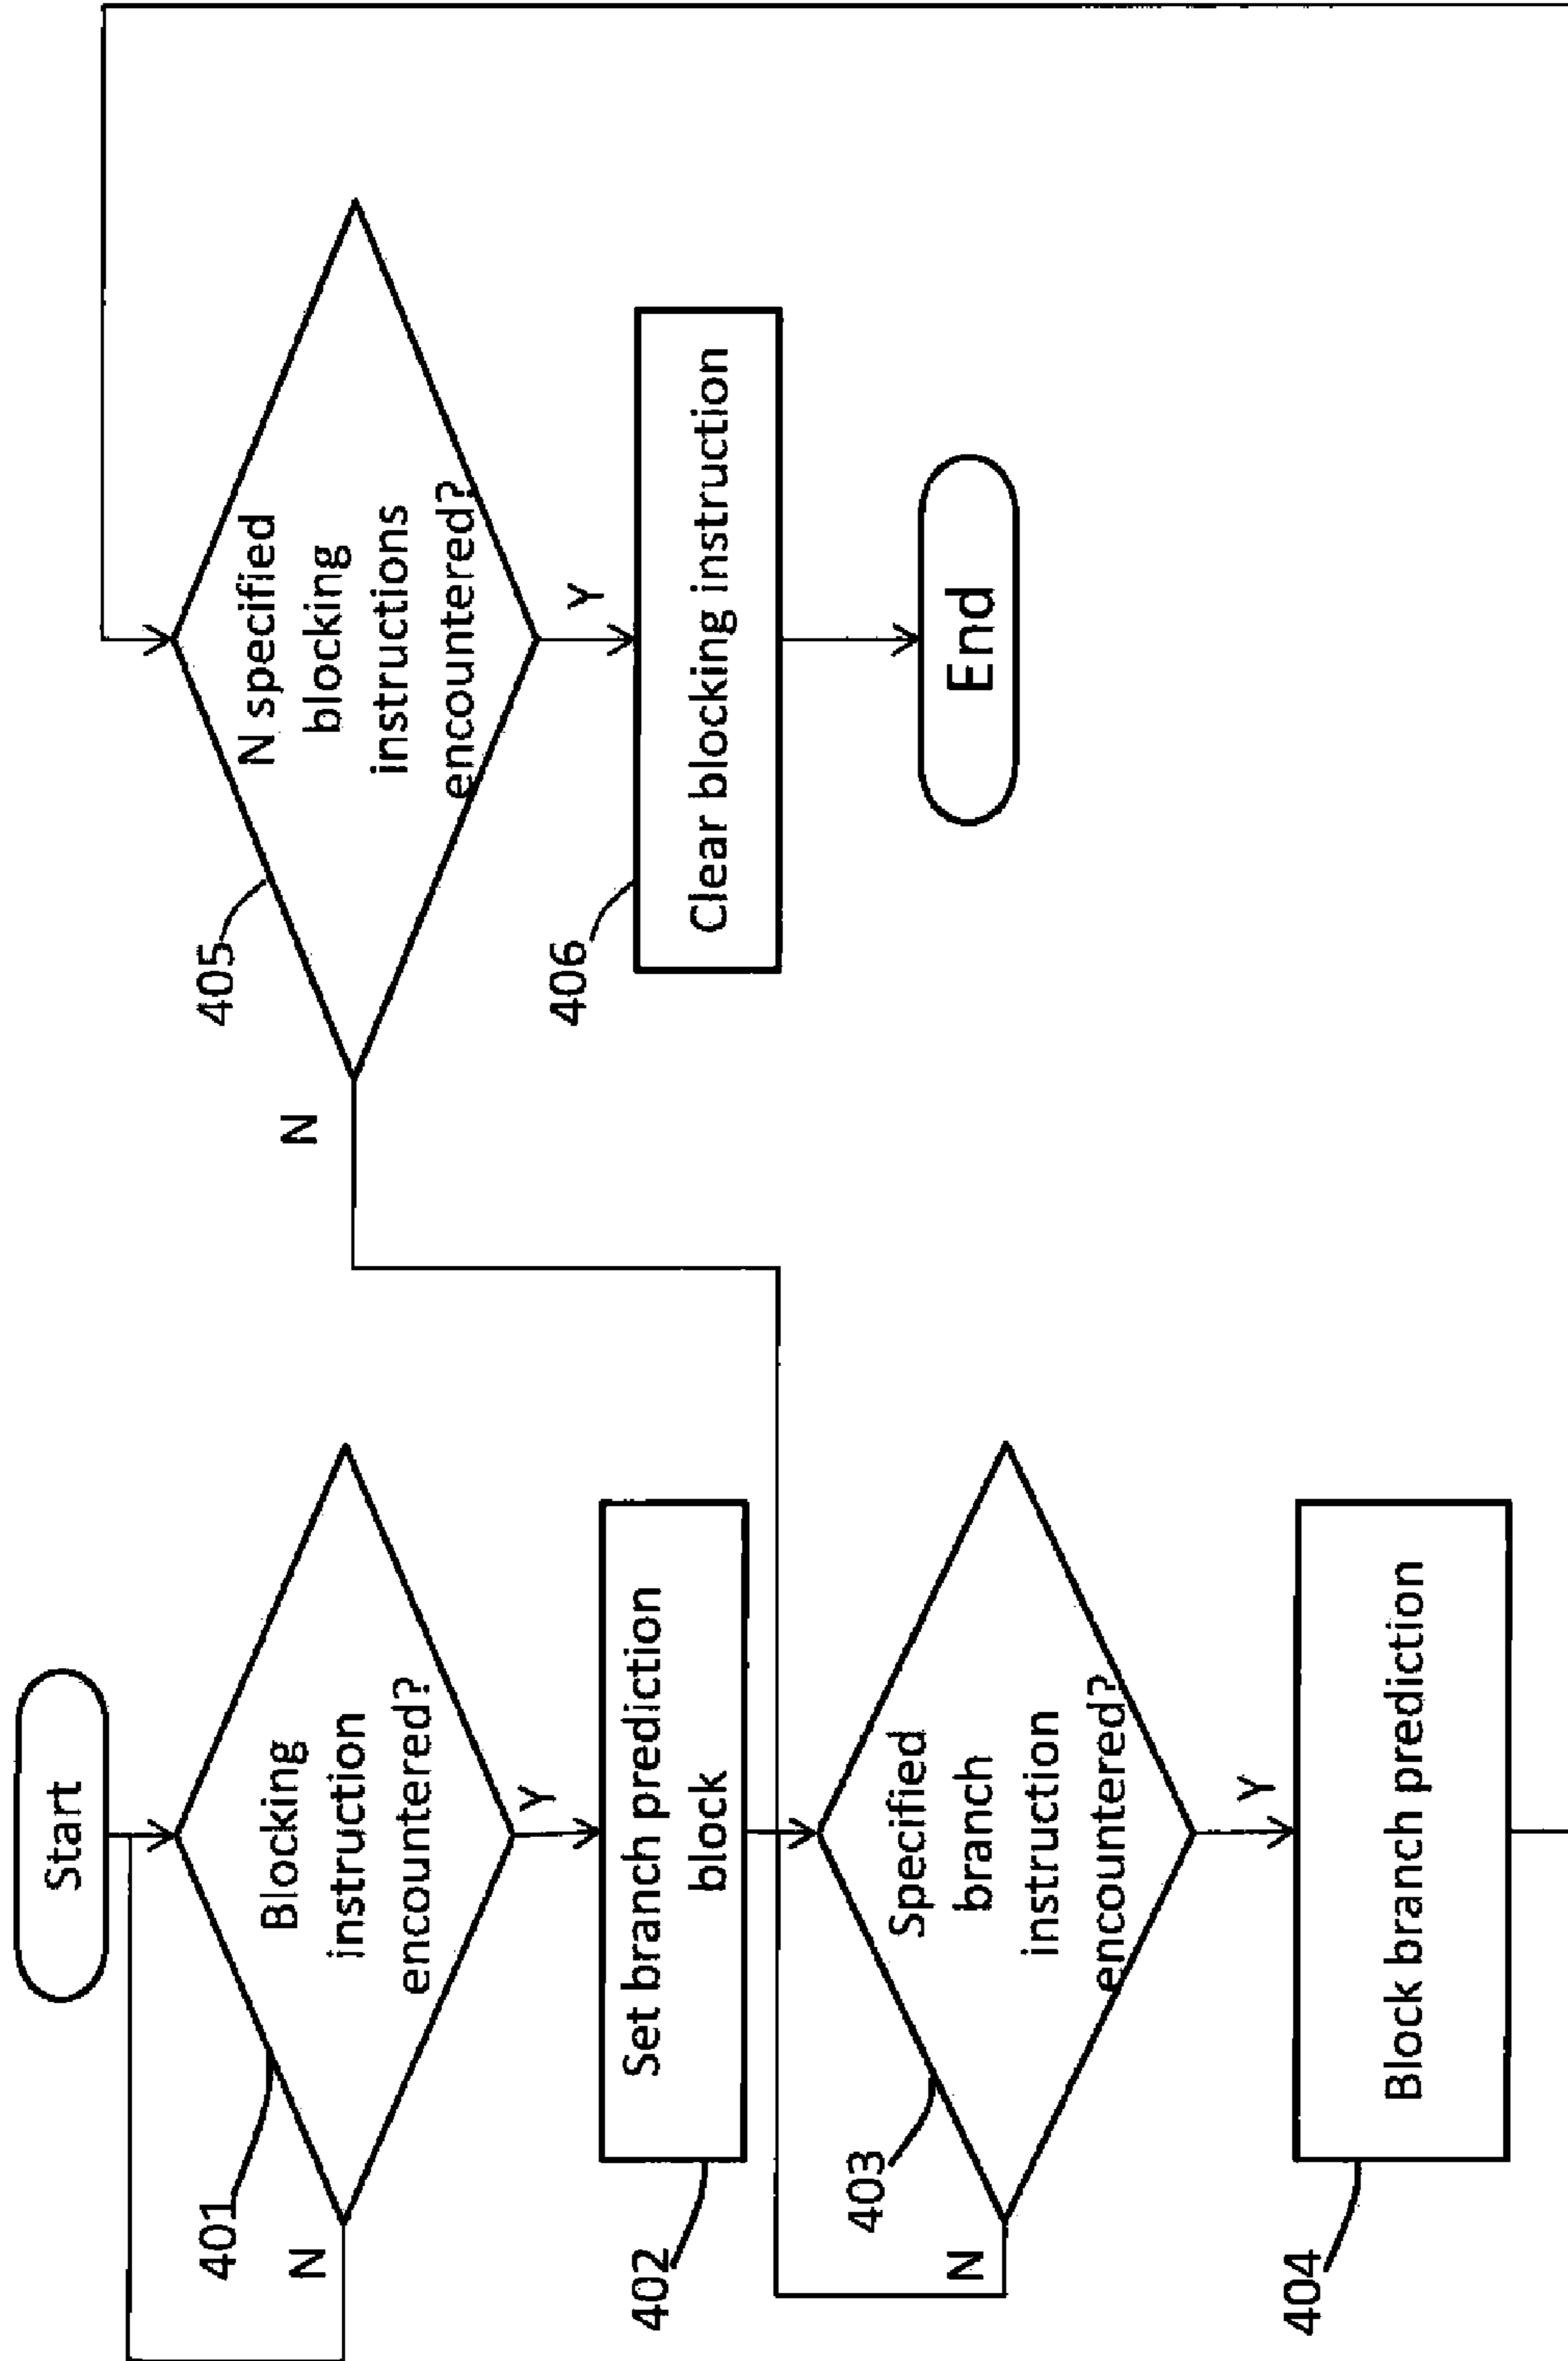 Start
401
Blocking
instruction
encountered?
N
Y
402
Set branch prediction
block
403
Specified
branch
instruction
encountered?
N
Y
404
Block branch prediction
405
N specified
blocking
instructions
encountered?
N
Y
406
Clear blocking instruction
End